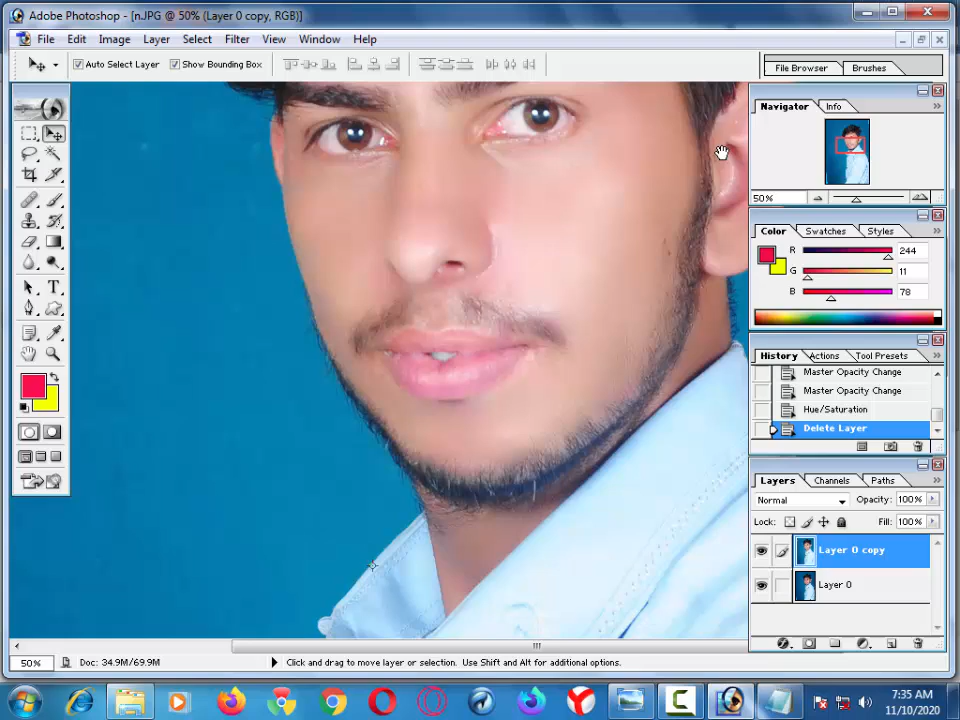 Adobe Photoshop - [n.JPG @ 50% (Layer 0 copy, RGB)]
File Edit Image Layer Select Filter View Window Help
Auto Select Layer Show Bounding Box
File Browser Brushes
Navigator Info
50%
Color Swatches Styles
R 244
G 11
B 78
History Actions Tool Presets
Master Opacity Change
Master Opacity Change
Hue/Saturation
Delete Layer
Layers Channels Paths
Normal Opacity: 100%
Lock: Fill: 100%
Layer 0 copy
Layer 0
50% Doc: 34.9M/69.9M Click and drag to move layer or selection. Use Shift and Alt for additional options.
7:35 AM
11/10/2020